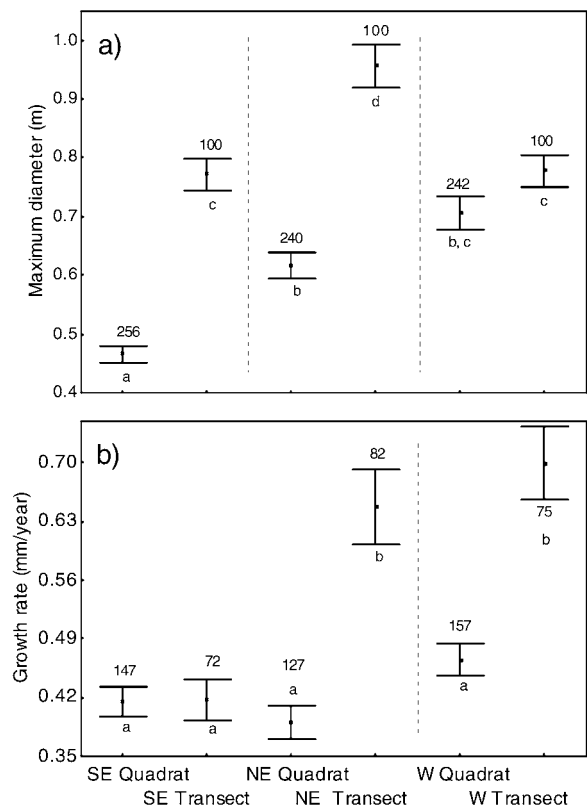 a)
Maximum diameter (m)
1.0
0.9
0.8
0.7
0.6
0.5
0.4
256
a
100
c
240
b
100
d
242
b, c
100
c
b)
Growth rate (mm/year)
0.70
0.63
0.56
0.49
0.42
0.35
147
a
72
a
127
a
82
b
157
a
75
b
SE Quadrat NE Quadrat W Quadrat
SE Transect NE Transect W Transect